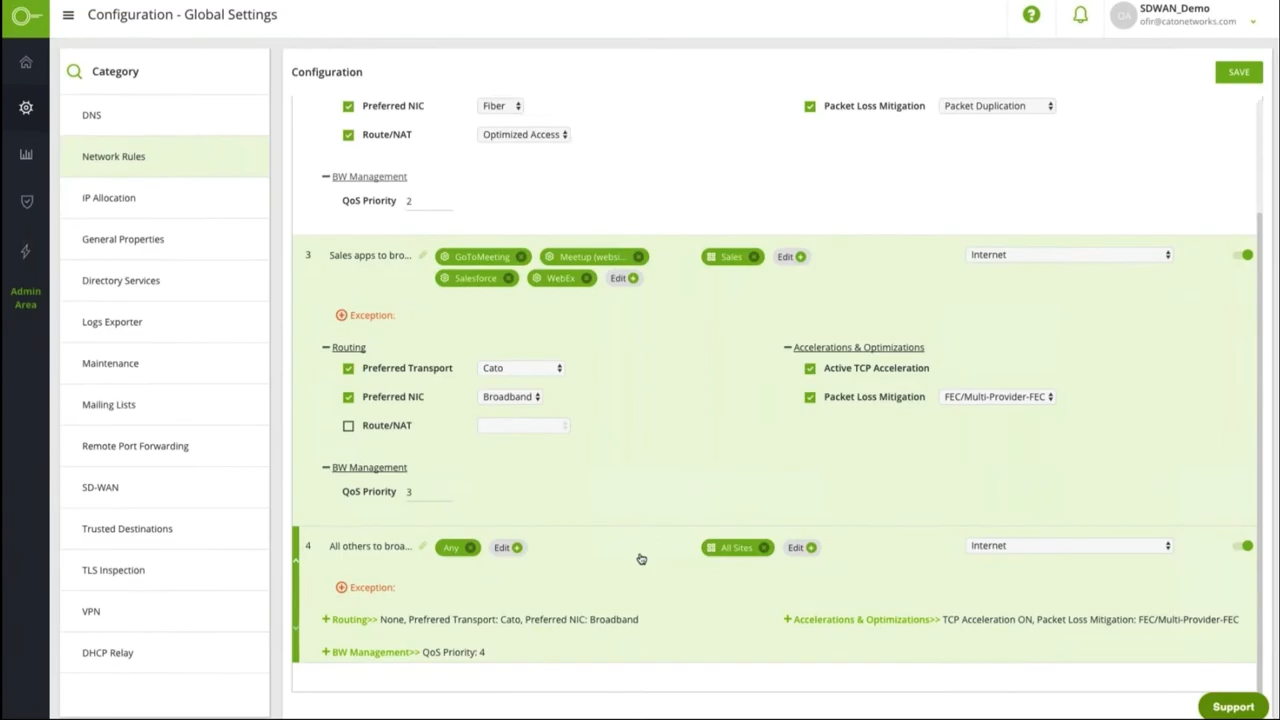 Configuration - Global Settings
SDWAN_Demo
OA
ofir@catonetworks.com
Category
DNS
Network Rules
IP Allocation
General Properties
Directory Services
Logs Exporter
Maintenance
Mailing Lists
Remote Port Forwarding
SD-WAN
Trusted Destinations
TLS Inspection
VPN
DHCP Relay
Admin
Area
Configuration
SAVE
Preferred NIC Fiber Packet Loss Mitigation Packet Duplication
Route/NAT Optimized Access
BW Management
QoS Priority 2
3 Sales apps to bro... GoToMeeting Meetup (websi... Sales Edit Internet
Salesforce WebEx Edit
Exception:
Routing Accelerations & Optimizations
Preferred Transport Cato Active TCP Acceleration
Preferred NIC Broadband Packet Loss Mitigation FEC/Multi-Provider-FEC
Route/NAT
BW Management
QoS Priority 3
4 All others to broa... Any Edit All Sites Edit Internet
Exception:
+ Routing>> None, Prefrered Transport: Cato, Preferred NIC: Broadband + Accelerations & Optimizations>> TCP Acceleration ON, Packet Loss Mitigation: FEC/Multi-Provider-FEC
+ BW Management>> QoS Priority: 4
Support